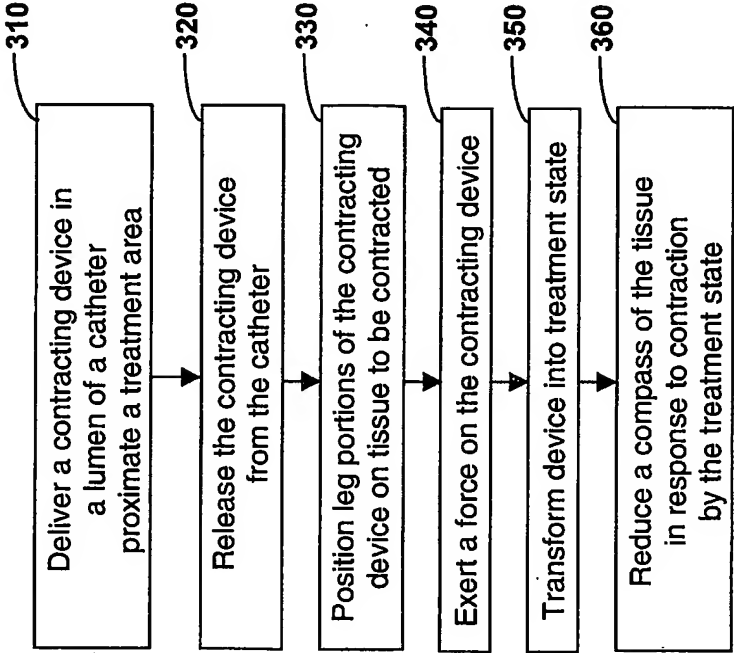 310
Deliver a contracting device in
a lumen of a catheter
proximate a treatment area
320
Release the contracting device
from the catheter
330
Position leg portions of the contracting
device on tissue to be contracted
340
Exert a force on the contracting device
350
Transform device into treatment state
360
Reduce a compass of the tissue
in response to contraction
by the treatment state